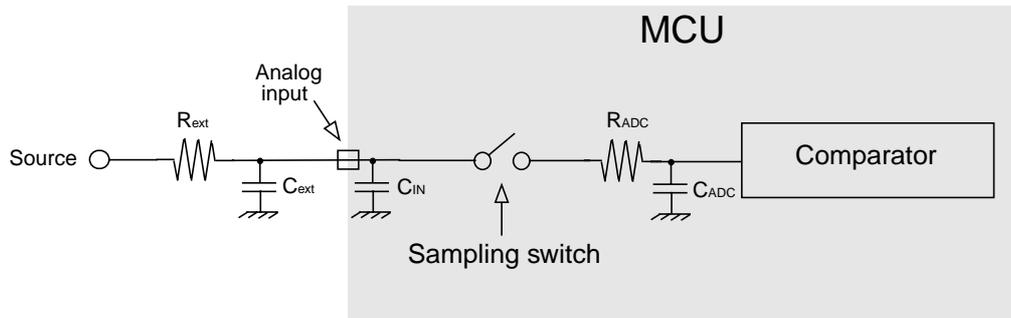 MCU
Analog
input
Rext
RADC
Source
Comparator
Cext
CIN
CADC
Sampling switch